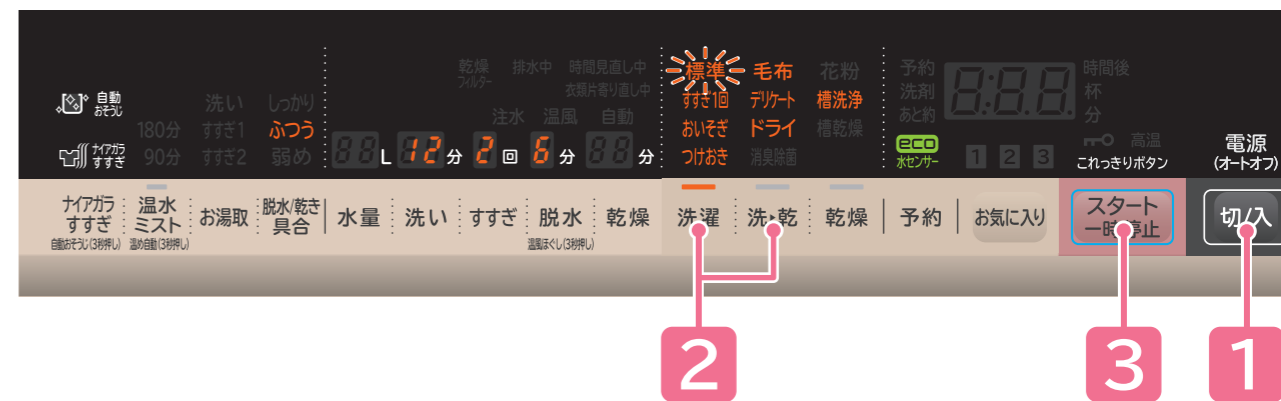 自動
おそうじ
ナイアガラ
すすぎ
180分
90分
洗い
すすぎ1
すすぎ2
しっかり
ふつう
弱め
乾燥
フィルター
排水中
時間見直し中
衣類片寄り直し中
注水 温風 自動
88 L 12 分 2 回 6 分 88 分
標準 毛布 花粉
すすぎ1回 デリケート 槽洗浄
おいそぎ ドライ 槽乾燥
つけおき 消臭除菌
予約
洗剤
あと約
8:88
時間後
杯
分
eco
水センサー
1 2 3
高温
これっきりボタン
電源
(オートオフ)
ナイアガラ
すすぎ
自動おそうじ(3秒押し)
温水
ミスト
温め自動(3秒押し)
お湯取
脱水/乾き
具合
水量
洗い
すすぎ
脱水
温風ほぐし(3秒押し)
乾燥
洗濯
洗・乾
乾燥
予約
お気に入り
スタート
一時停止
切/入
2
3
1